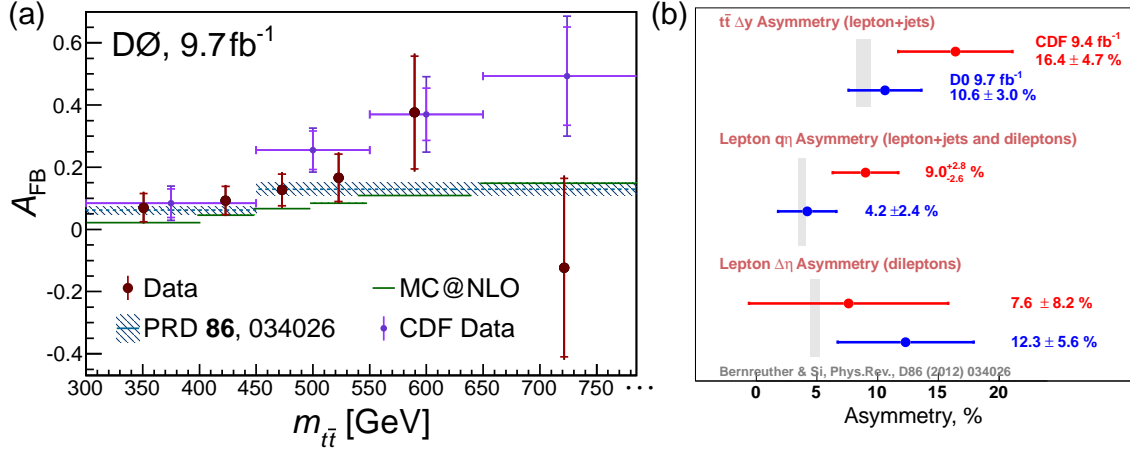 (a)
DØ, 9.7 fb⁻¹
A_FB
0.6
0.4
0.2
0
-0.2
-0.4
Data
MC@NLO
PRD 86, 034026
CDF Data
300 350 400 450 500 550 600 650 700 750 ...
m_tt̄ [GeV]
(b)
tt̄ Δy Asymmetry (lepton+jets)
CDF 9.4 fb⁻¹
16.4 ± 4.7 %
D0 9.7 fb⁻¹
10.6 ± 3.0 %
Lepton qη Asymmetry (lepton+jets and dileptons)
9.0 +2.8 -2.6 %
4.2 ±2.4 %
Lepton Δη Asymmetry (dileptons)
7.6 ± 8.2 %
12.3 ± 5.6 %
Bernreuther & Si, Phys.Rev., D86 (2012) 034026
0 5 10 15 20
Asymmetry, %